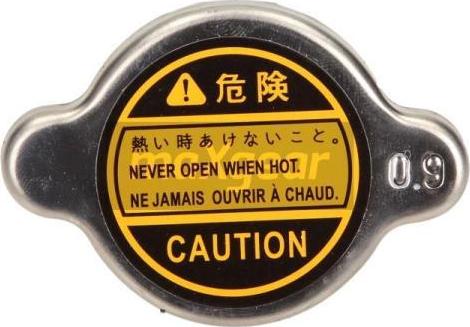 ⚠ 危険
熱い時あけないこと。
NEVER OPEN WHEN HOT.
NE JAMAIS OUVRIR À CHAUD.
CAUTION
0.9
maXgear